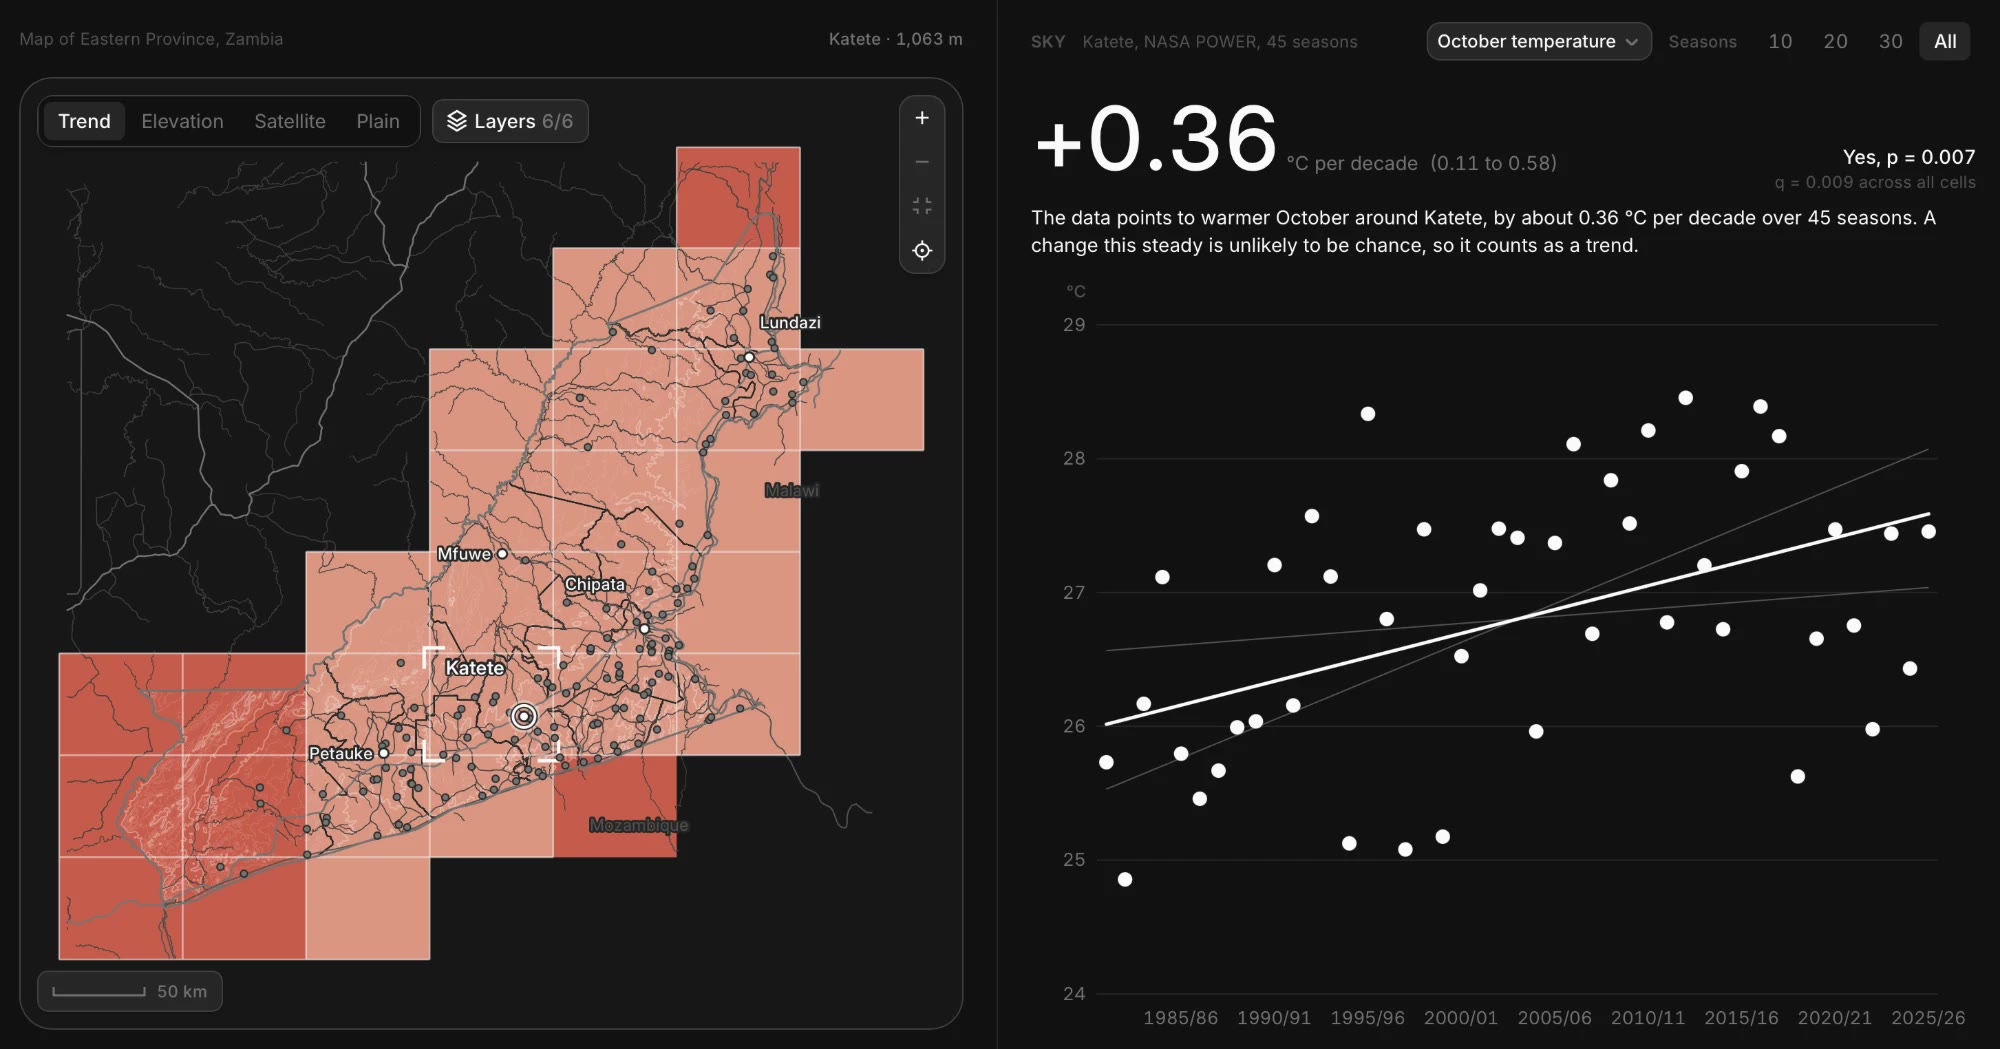 Map of Eastern Province, Zambia
Katete · 1,063 m
Trend
Elevation
Satellite
Plain
Layers 6/6
Lundazi
Malawi
Mfuwe
Chipata
Katete
Petauke
Mozambique
50 km
SKY Katete, NASA POWER, 45 seasons
October temperature
Seasons
10
20
30
All
+0.36 °C per decade (0.11 to 0.58)
Yes, p = 0.007
q = 0.009 across all cells
The data points to warmer October around Katete, by about 0.36 °C per decade over 45 seasons. A
change this steady is unlikely to be chance, so it counts as a trend.
°C
29
28
27
26
25
24
1985/86
1990/91
1995/96
2000/01
2005/06
2010/11
2015/16
2020/21
2025/26